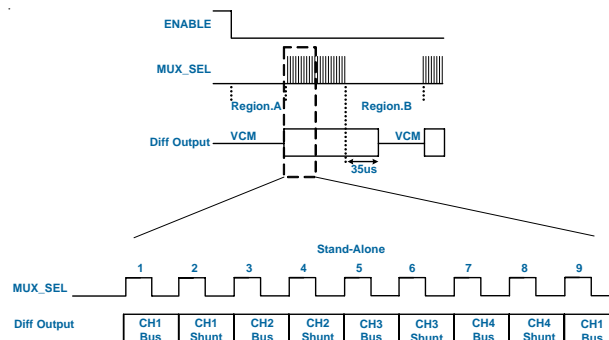 ENABLE
MUX_SEL
Region.A Region.B
Diff Output VCM VCM
35us
Stand-Alone
1 2 3 4 5 6 7 8 9
MUX_SEL
Diff Output CH1 Bus CH1 Shunt CH2 Bus CH2 Shunt CH3 Bus CH3 Shunt CH4 Bus CH4 Shunt CH1 Bus